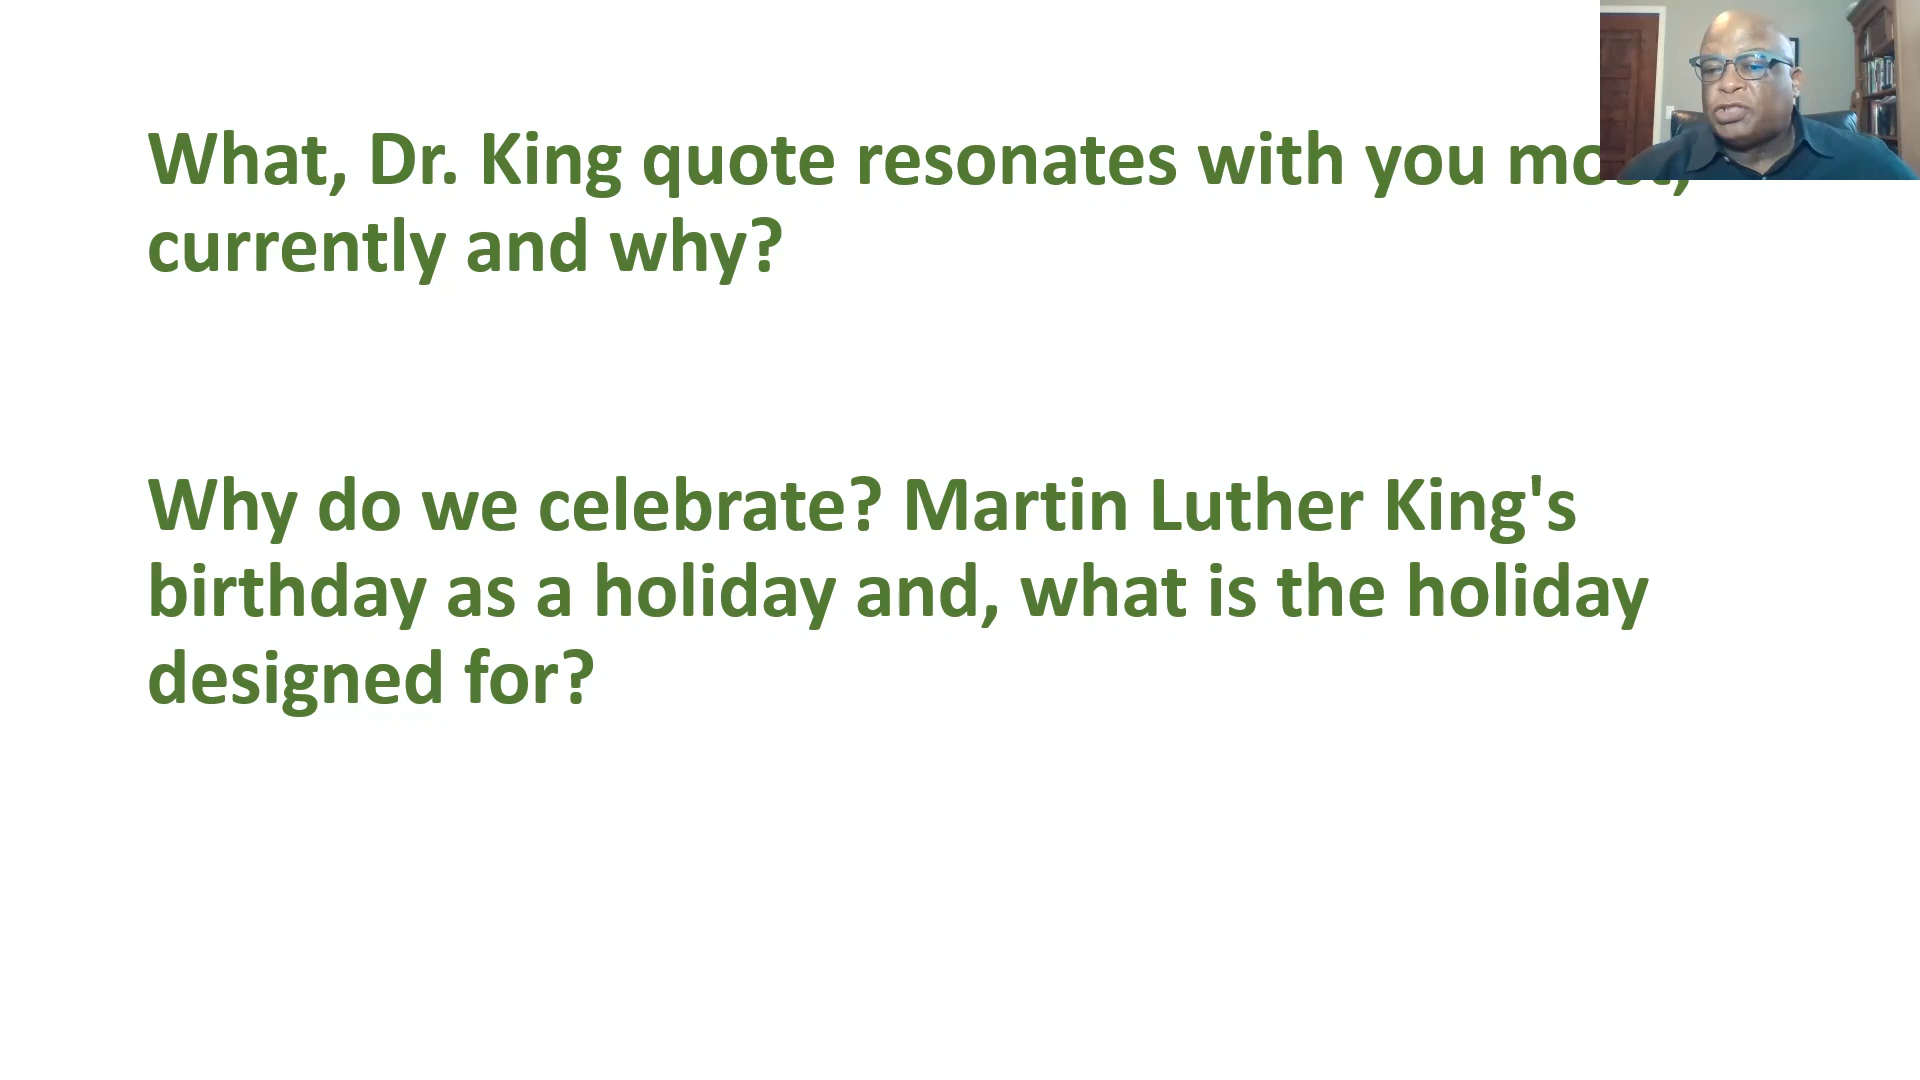 What, Dr. King quote resonates with you most,
currently and why?
Why do we celebrate? Martin Luther King's
birthday as a holiday and, what is the holiday
designed for?